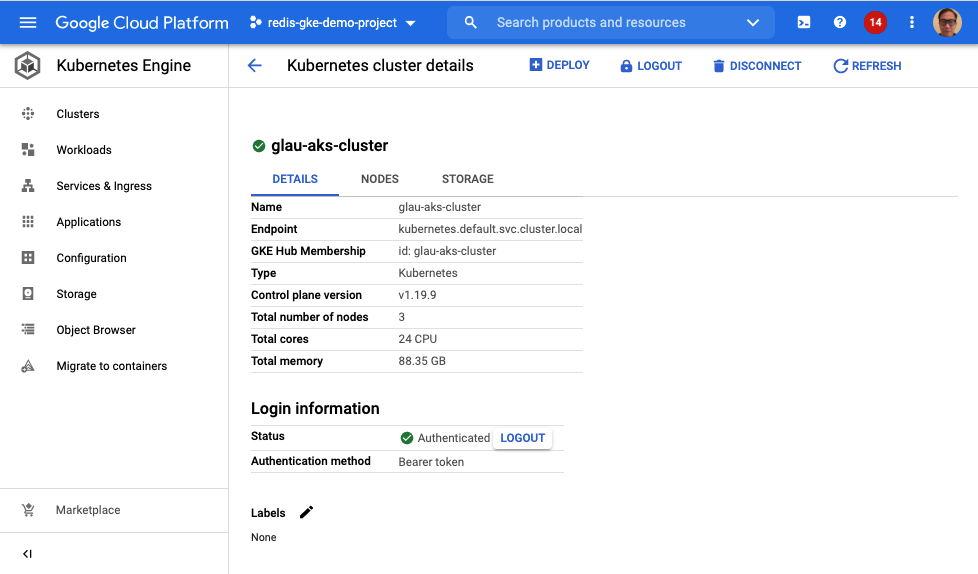 Google Cloud Platform
redis-gke-demo-project
Search products and resources
14
Kubernetes Engine
Kubernetes cluster details
DEPLOY
LOGOUT
DISCONNECT
REFRESH
Clusters
Workloads
Services & Ingress
Applications
Configuration
Storage
Object Browser
Migrate to containers
Marketplace
glau-aks-cluster
DETAILS NODES STORAGE
Name glau-aks-cluster
Endpoint kubernetes.default.svc.cluster.local
GKE Hub Membership id: glau-aks-cluster
Type Kubernetes
Control plane version v1.19.9
Total number of nodes 3
Total cores 24 CPU
Total memory 88.35 GB
Login information
Status Authenticated LOGOUT
Authentication method Bearer token
Labels
None